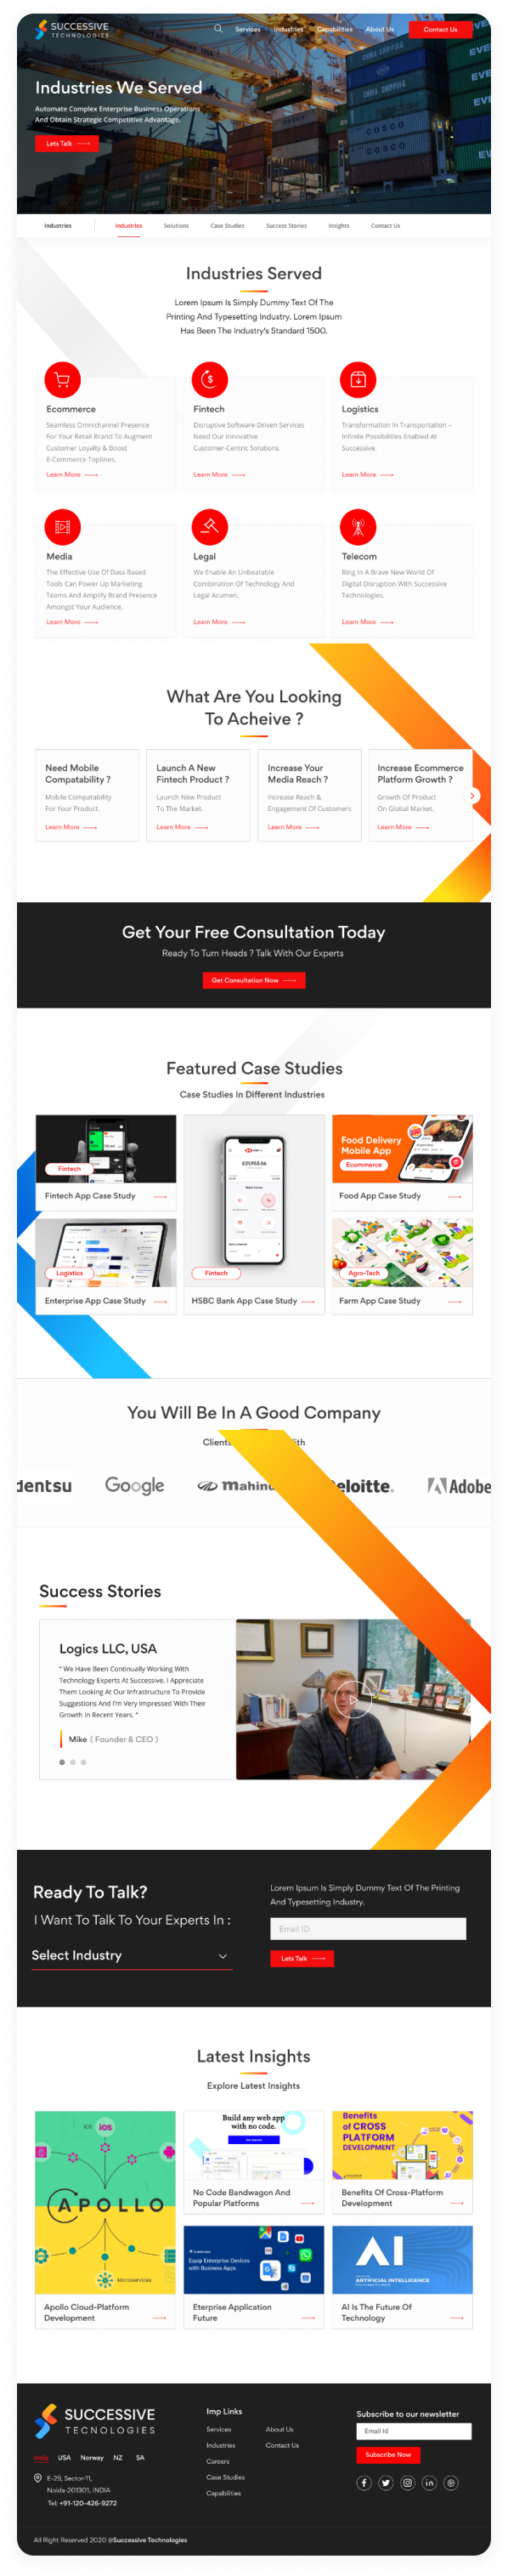 SUCCESSIVE
TECHNOLOGIES
Services Industries Capabilities About Us Contact Us
Industries We Served
Automate Complex Enterprise Business Operations
And Obtain Strategic Competitive Advantage.
Lets Talk
Industries Industries Solutions Case Studies Success Stories Insights Contact Us
Industries Served
Lorem Ipsum Is Simply Dummy Text Of The
Printing And Typesetting Industry. Lorem Ipsum
Has Been The Industry's Standard 1500.
Ecommerce
Seamless Omnichannel Presence
For Your Retail Brand To Augment
Customer Loyalty & Boost
E-Commerce Toplines.
Learn More
Fintech
Disruptive Software-Driven Services
Need Our Innovative
Customer-Centric Solutions.
Learn More
Logistics
Transformation In Transportation –
Infinite Possibilities Enabled At
Successive.
Learn More
Media
The Effective Use Of Data Based
Tools Can Power Up Marketing
Teams And Amplify Brand Presence
Amongst Your Audience.
Learn More
Legal
We Enable An Unbeatable
Combination Of Technology And
Legal Acumen.
Learn More
Telecom
Ring In A Brave New World Of
Digital Disruption With Successive
Technologies.
Learn More
What Are You Looking
To Acheive ?
Need Mobile
Compatability ?
Mobile Compatability
For Your Product.
Learn More
Launch A New
Fintech Product ?
Launch New Product
To The Market.
Learn More
Increase Your
Media Reach ?
Increase Reach &
Engagement Of Customers
Learn More
Increase Ecommerce
Platform Growth ?
Growth Of Product
On Global Market.
Learn More
Get Your Free Consultation Today
Ready To Turn Heads ? Talk With Our Experts
Get Consultation Now
Featured Case Studies
Case Studies In Different Industries
Fintech
Fintech App Case Study
Logistics
Enterprise App Case Study
£21,953.56
Fintech
HSBC Bank App Case Study
Food Delivery
Mobile App
Ecommerce
Food App Case Study
Agro-Tech
Farm App Case Study
You Will Be In A Good Company
Clients ith
dentsu Google mahin eloitte. Adobe
Success Stories
Logics LLC, USA
" We Have Been Continually Working With
Technology Experts At Successive, I Appreciate
Them Looking At Our Infrastructure To Provide
Suggestions And I'm Very Impressed With Their
Growth In Recent Years. "
Mike ( Founder & CEO )
Ready To Talk?
I Want To Talk To Your Experts In :
Select Industry
Lorem Ipsum Is Simply Dummy Text Of The Printing
And Typesetting Industry.
Email ID
Lets Talk
Latest Insights
Explore Latest Insights
iOS iOS
APOLLO
Microservices
Apollo Cloud-Platform
Development
Build any web app
with no code.
No Code Bandwagon And
Popular Platforms
Benefits
of CROSS
PLATFORM
DEVELOPMENT
Benefits Of Cross-Platform
Development
Equip Enterprise Devices
with Business Apps
Eterprise Application
Future
AI
ARTIFICIAL INTELLIGENCE
AI Is The Future Of
Technology
SUCCESSIVE
TECNOLOGIES
India USA Norway NZ SA
E-29, Sector-11,
Noida-201301, INDIA
Tel: +91-120-426-9272
Imp Links
Services
Industries
Careers
Case Studies
Capabilities
About Us
Contact Us
Subscribe to our newsletter
Email Id
Subscribe Now
All Right Reserved 2020 @Successive Technologies